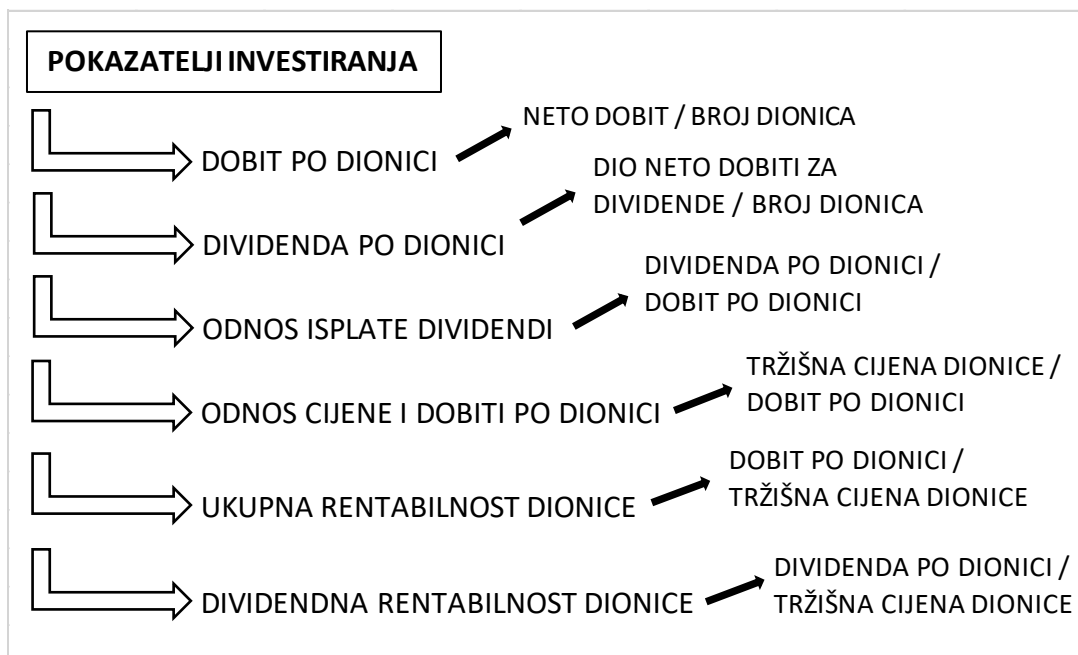 POKAZATELJI INVESTIRANJA
DOBIT PO DIONICI
NETO DOBIT / BROJ DIONICA
DIVIDENDA PO DIONICI
DIO NETO DOBITI ZA
DIVIDENDE / BROJ DIONICA
ODNOS ISPLATE DIVIDENDI
DIVIDENDA PO DIONICI /
DOBIT PO DIONICI
ODNOS CIJENE I DOBITI PO DIONICI
TRŽIŠNA CIJENA DIONICE /
DOBIT PO DIONICI
UKUPNA RENTABILNOST DIONICE
DOBIT PO DIONICI /
TRŽIŠNA CIJENA DIONICE
DIVIDENDNA RENTABILNOST DIONICE
DIVIDENDA PO DIONICI /
TRŽIŠNA CIJENA DIONICE